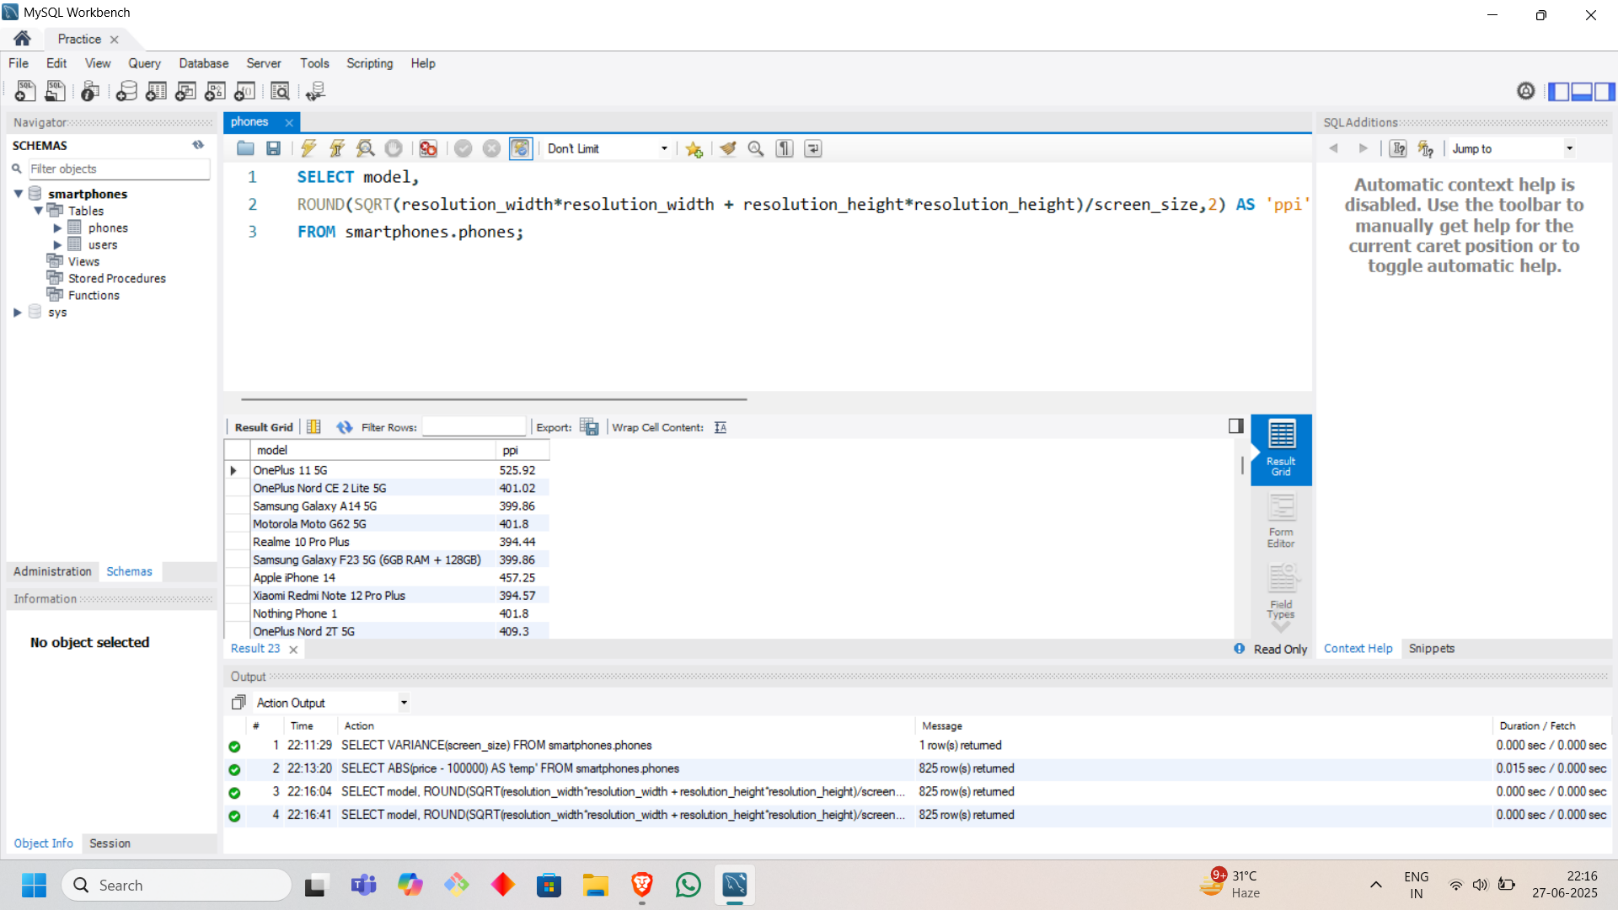 MySQL Workbench
Practice
File Edit View Query Database Server Tools Scripting Help
Navigator
SCHEMAS
Filter objects
smartphones
Tables
phones
users
Views
Stored Procedures
Functions
sys
Administration Schemas
Information
No object selected
Object Info Session
phones
Don't Limit
1 SELECT model,
2 ROUND(SQRT(resolution_width*resolution_width + resolution_height*resolution_height)/screen_size,2) AS 'ppi'
3 FROM smartphones.phones;
Result Grid Filter Rows: Export: Wrap Cell Content:
model ppi
OnePlus 11 5G 525.92
OnePlus Nord CE 2 Lite 5G 401.02
Samsung Galaxy A14 5G 399.86
Motorola Moto G62 5G 401.8
Realme 10 Pro Plus 394.44
Samsung Galaxy F23 5G (6GB RAM + 128GB) 399.86
Apple iPhone 14 457.25
Xiaomi Redmi Note 12 Pro Plus 394.57
Nothing Phone 1 401.8
OnePlus Nord 2T 5G 409.3
Result Grid
Form Editor
Field Types
Result 23
Read Only
SQLAdditions
Jump to
Automatic context help is
disabled. Use the toolbar to
manually get help for the
current caret position or to
toggle automatic help.
Context Help Snippets
Output
Action Output
# Time Action Message Duration / Fetch
1 22:11:29 SELECT VARIANCE(screen_size) FROM smartphones.phones 1 row(s) returned 0.000 sec / 0.000 sec
2 22:13:20 SELECT ABS(price - 100000) AS 'temp' FROM smartphones.phones 825 row(s) returned 0.015 sec / 0.000 sec
3 22:16:04 SELECT model, ROUND(SQRT(resolution_width*resolution_width + resolution_height*resolution_height)/screen... 825 row(s) returned 0.000 sec / 0.000 sec
4 22:16:41 SELECT model, ROUND(SQRT(resolution_width*resolution_width + resolution_height*resolution_height)/screen... 825 row(s) returned 0.000 sec / 0.000 sec
Search
9+
31°C
Haze
ENG
IN
22:16
27-06-2025